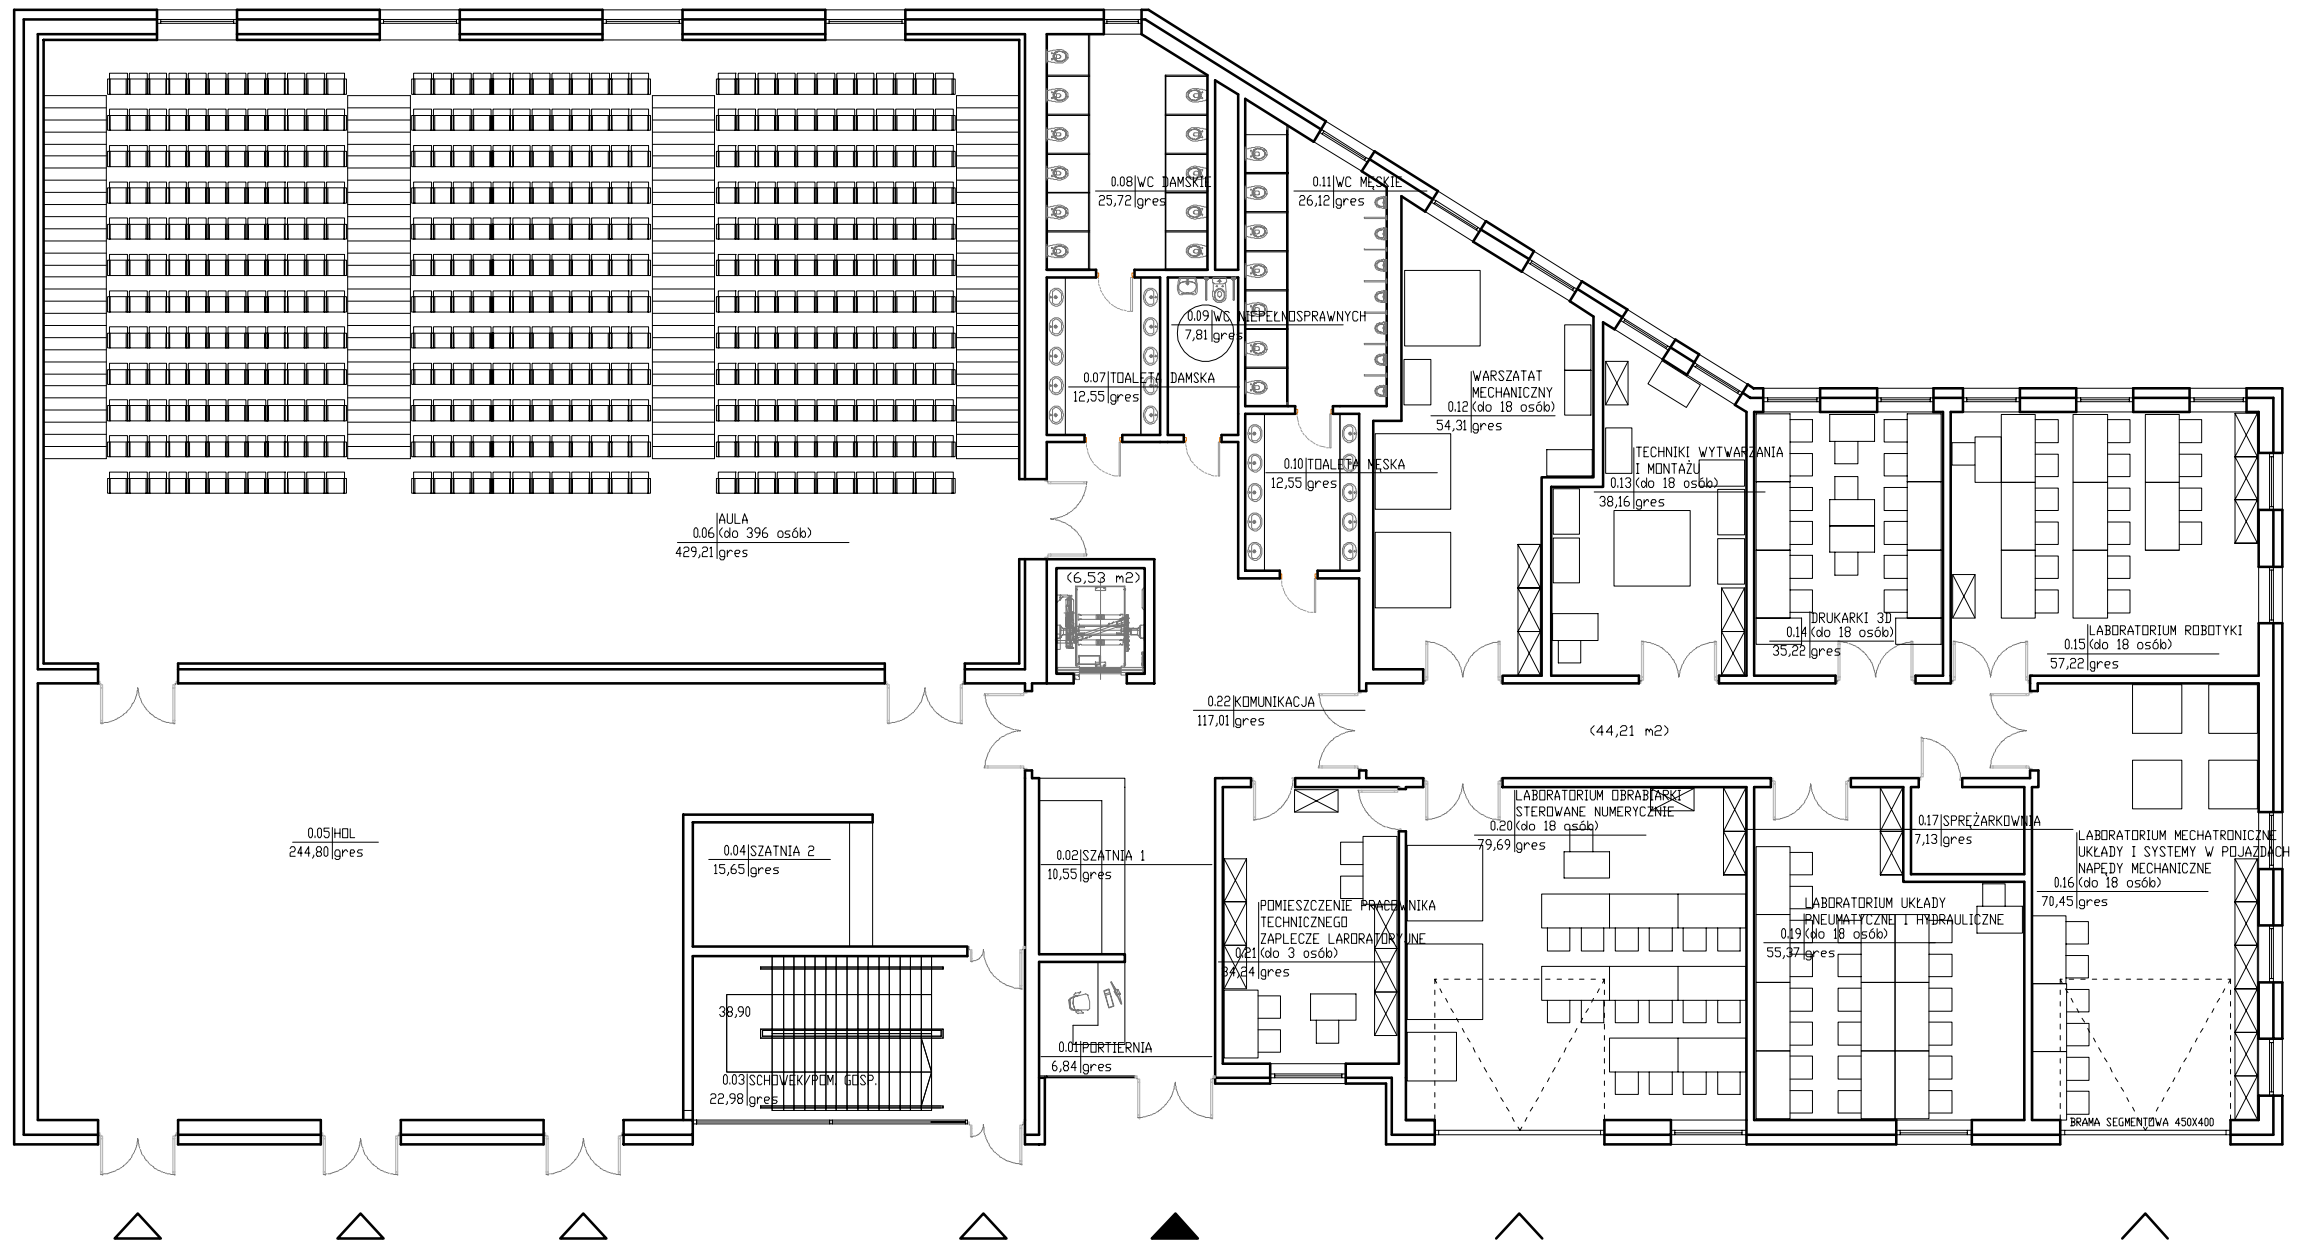 0.08 WC DAMSKIE
25,72 gres
0.11 WC MĘSKIE
26,12 gres
0.09 WC NIEPEŁNOSPRAWNYCH
7,81 gres
0.07 TOALETA DAMSKA
12,55 gres
WARSZATAT
MECHANICZNY
0.12 (do 18 osób)
54,31 gres
0.10 TOALETA MĘSKA
12,55 gres
TECHNIKI WYTWARZANIA
I MONTAŻU
0.13 (do 18 osób)
38,16 gres
AULA
0.06 (do 396 osób)
429,21 gres
(6,53 m2)
DRUKARKI 3D
0.14 (do 18 osób)
35,22 gres
LABORATORIUM ROBOTYKI
0.15 (do 18 osób)
57,22 gres
0.22 KOMUNIKACJA
117,01 gres
(44,21 m2)
0.05 HOL
244,80 gres
0.04 SZATNIA 2
15,65 gres
0.02 SZATNIA 1
10,55 gres
LABORATORIUM OBRABIARKI
STEROWANE NUMERYCZNIE
0.20 (do 18 osób)
79,69 gres
0.17 SPRĘŻARKOWNIA
7,13 gres
LABORATORIUM MECHATRONICZNE
UKŁADY I SYSTEMY W POJAZDACH
NAPĘDY MECHANICZNE
0.16 (do 18 osób)
70,45 gres
POMIESZCZENIE PRACOWNIKA
TECHNICZNEGO
ZAPLECZE LARORATORYJNE
0.21 (do 3 osób)
34,24 gres
LABORATORIUM UKŁADY
PNEUMATYCZNE I HYDRAULICZNE
0.19 (do 18 osób)
55,37 gres
38,90
0.03 SCHOWEK/POM. GOSP.
22,98 gres
0.01 PORTIERNIA
6,84 gres
BRAMA SEGMENTOWA 450X400